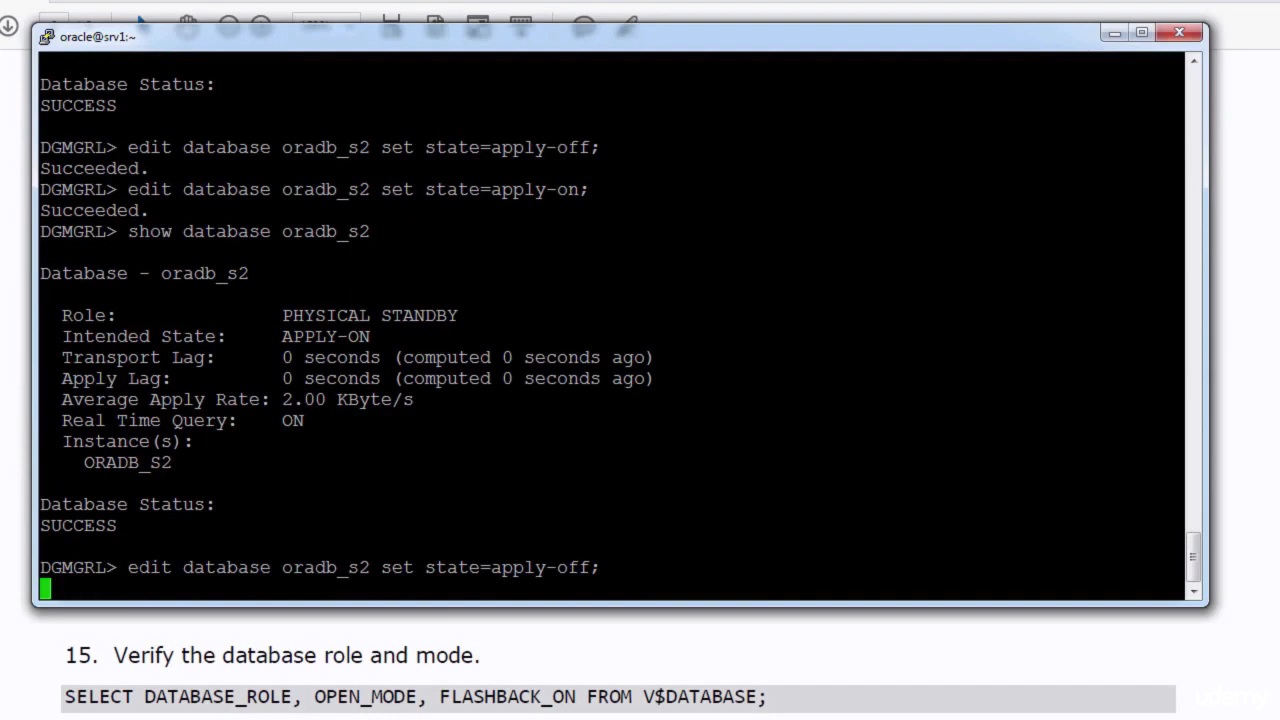 oracle@srv1:~
Database Status:
SUCCESS
DGMGRL> edit database oradb_s2 set state=apply-off;
Succeeded.
DGMGRL> edit database oradb_s2 set state=apply-on;
Succeeded.
DGMGRL> show database oradb_s2
Database - oradb_s2
Role: PHYSICAL STANDBY
Intended State: APPLY-ON
Transport Lag: 0 seconds (computed 0 seconds ago)
Apply Lag: 0 seconds (computed 0 seconds ago)
Average Apply Rate: 2.00 KByte/s
Real Time Query: ON
Instance(s):
ORADB_S2
Database Status:
SUCCESS
DGMGRL> edit database oradb_s2 set state=apply-off;
15. Verify the database role and mode.
SELECT DATABASE_ROLE, OPEN_MODE, FLASHBACK_ON FROM V$DATABASE;
udemy